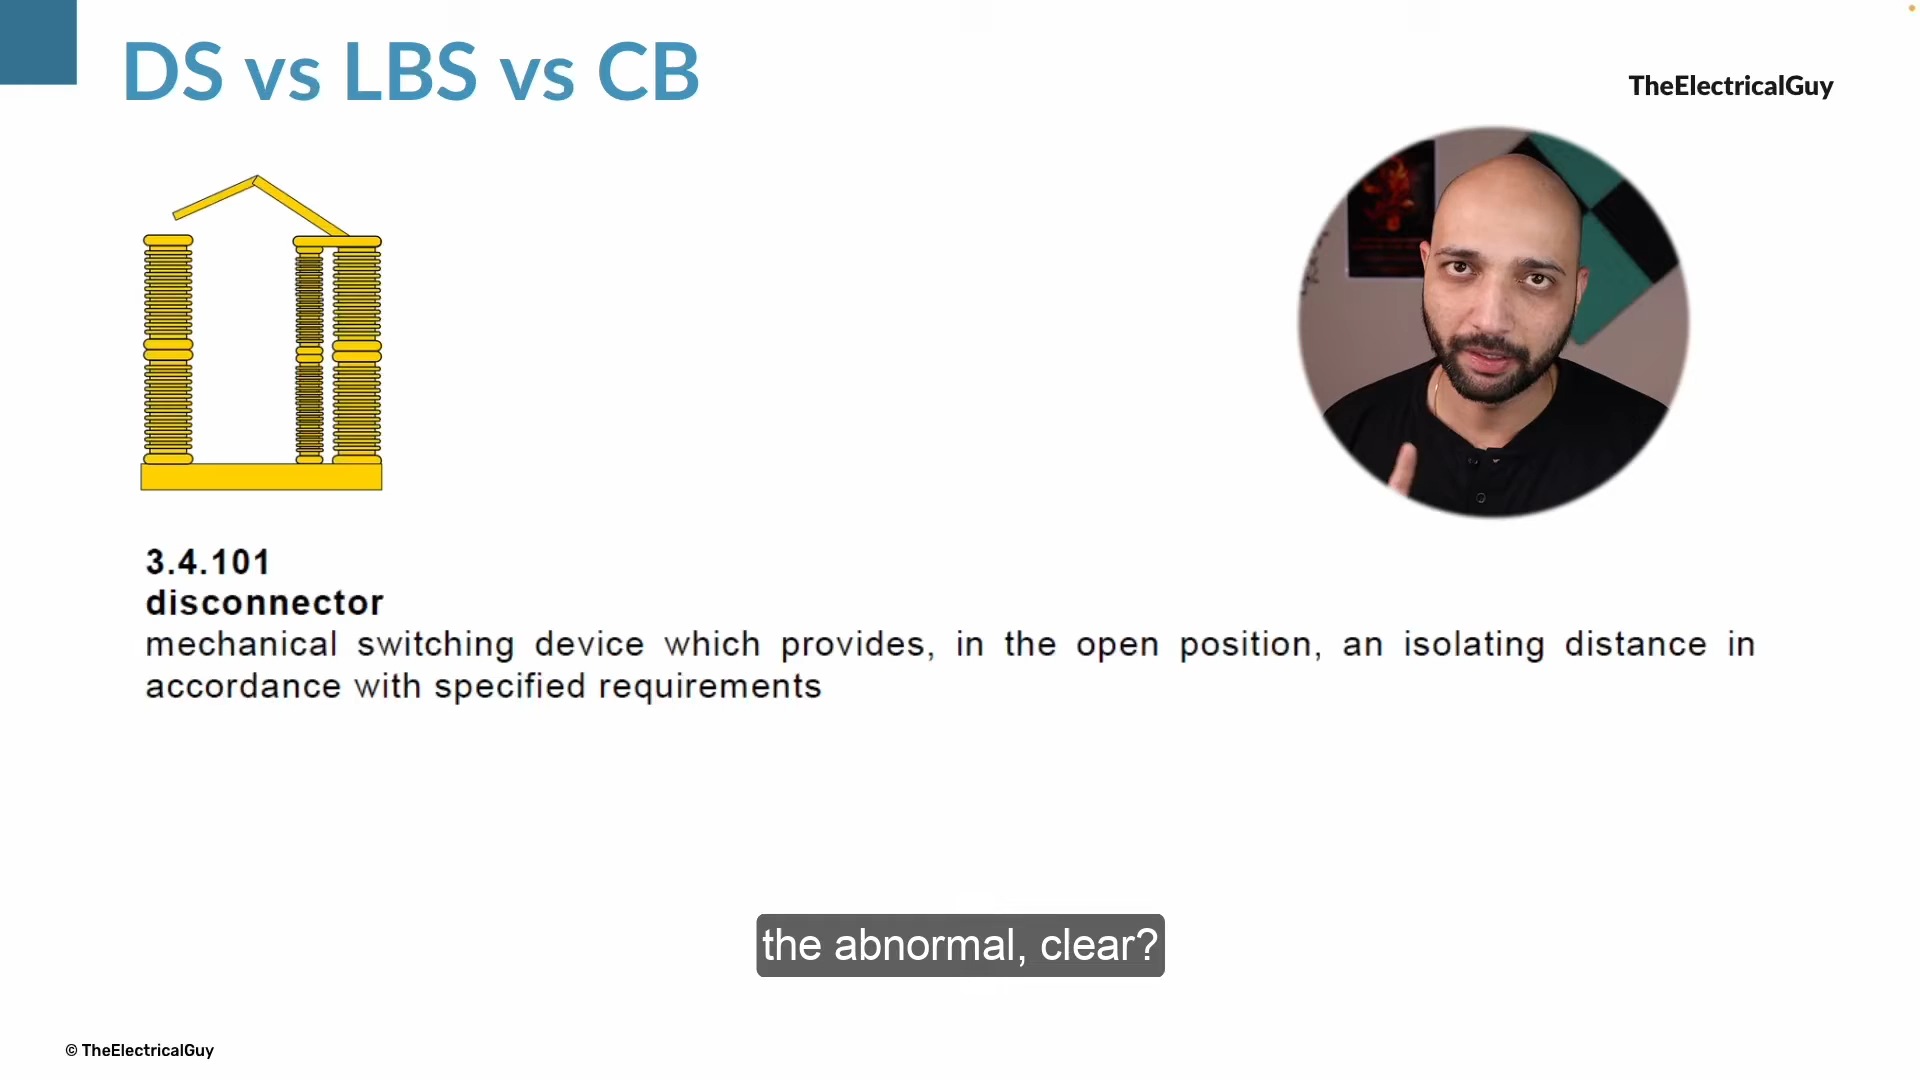 DS vs LBS vs CB
TheElectricalGuy
3.4.101
disconnector
mechanical switching device which provides, in the open position, an isolating distance in
accordance with specified requirements
the abnormal, clear?
© TheElectricalGuy